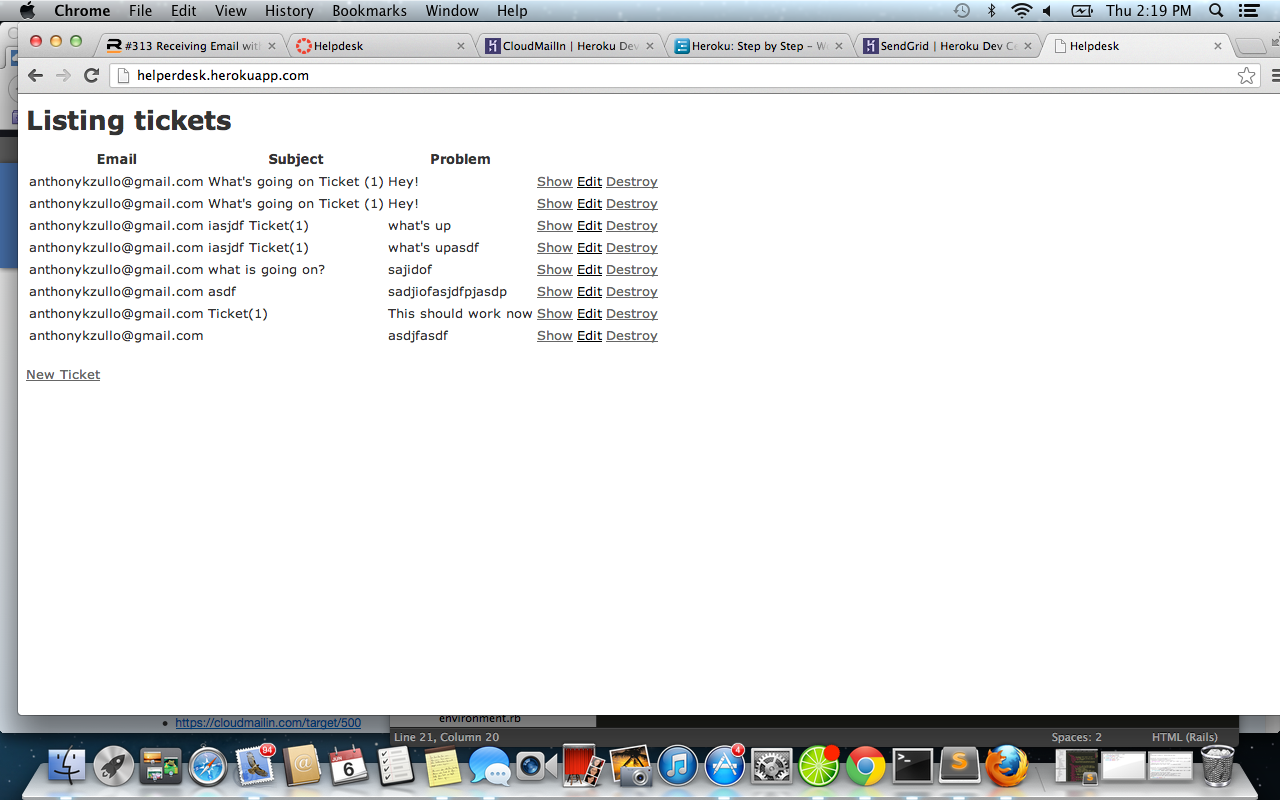 Chrome File Edit View History Bookmarks Window Help Thu 2:19 PM
#313 Receiving Email with Helpdesk CloudMailIn | Heroku Dev Heroku: Step by Step – SendGrid | Heroku Dev Ce Helpdesk
helperdesk.herokuapp.com
Listing tickets
Email Subject Problem
anthonykzullo@gmail.com What's going on Ticket (1) Hey! Show Edit Destroy
anthonykzullo@gmail.com What's going on Ticket (1) Hey! Show Edit Destroy
anthonykzullo@gmail.com iasjdf Ticket(1) what's up Show Edit Destroy
anthonykzullo@gmail.com iasjdf Ticket(1) what's upasdf Show Edit Destroy
anthonykzullo@gmail.com what is going on? sajidof Show Edit Destroy
anthonykzullo@gmail.com asdf sadjiofasjdfpjasdp Show Edit Destroy
anthonykzullo@gmail.com Ticket(1) This should work now Show Edit Destroy
anthonykzullo@gmail.com asdjfasdf Show Edit Destroy
New Ticket
https://cloudmailin.com/target/500
environment.rb
Line 21, Column 20 Spaces: 2 HTML (Rails)
94
JUN
6
4